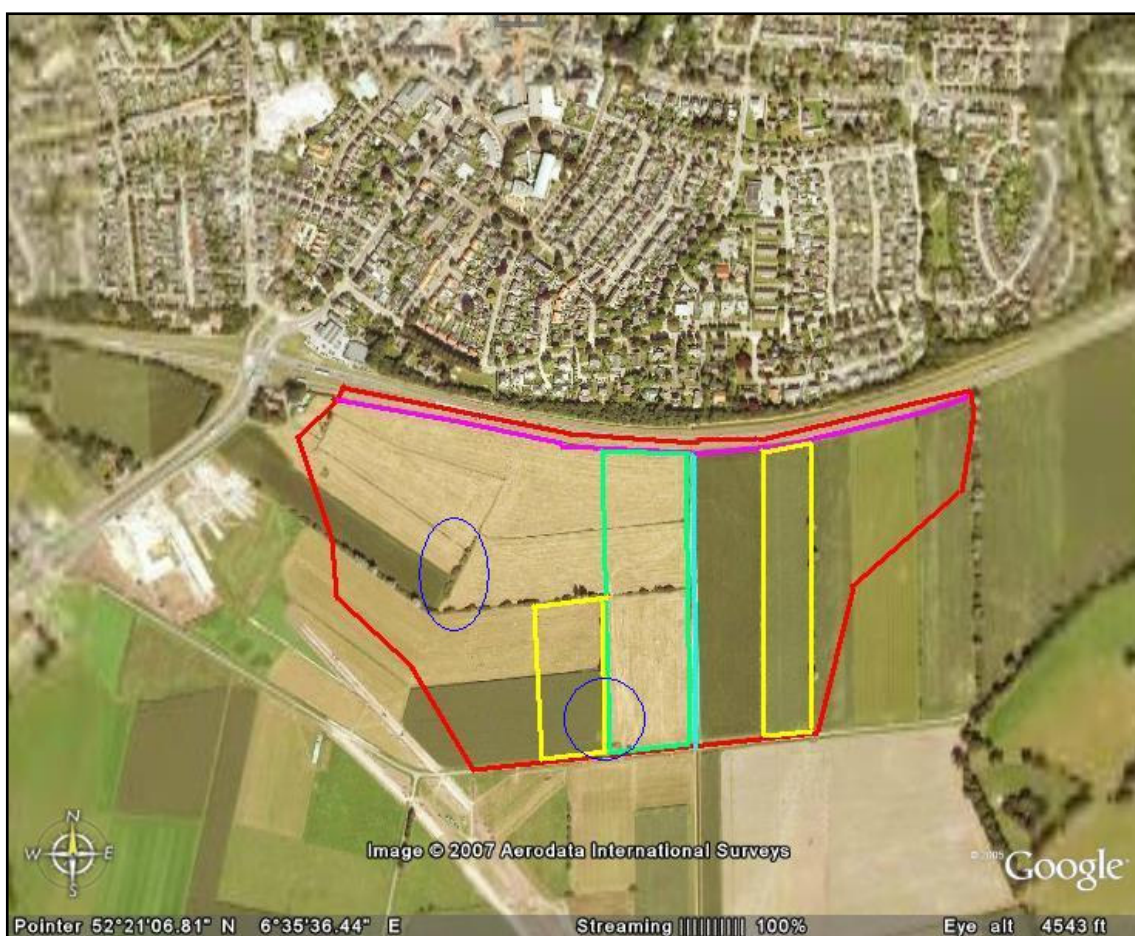 N
W E
S
Image © 2007 Aerodata International Surveys
© 2005 Google
Pointer 52°21'06.81" N 6°35'36.44" E Streaming |||||||||| 100% Eye alt 4543 ft